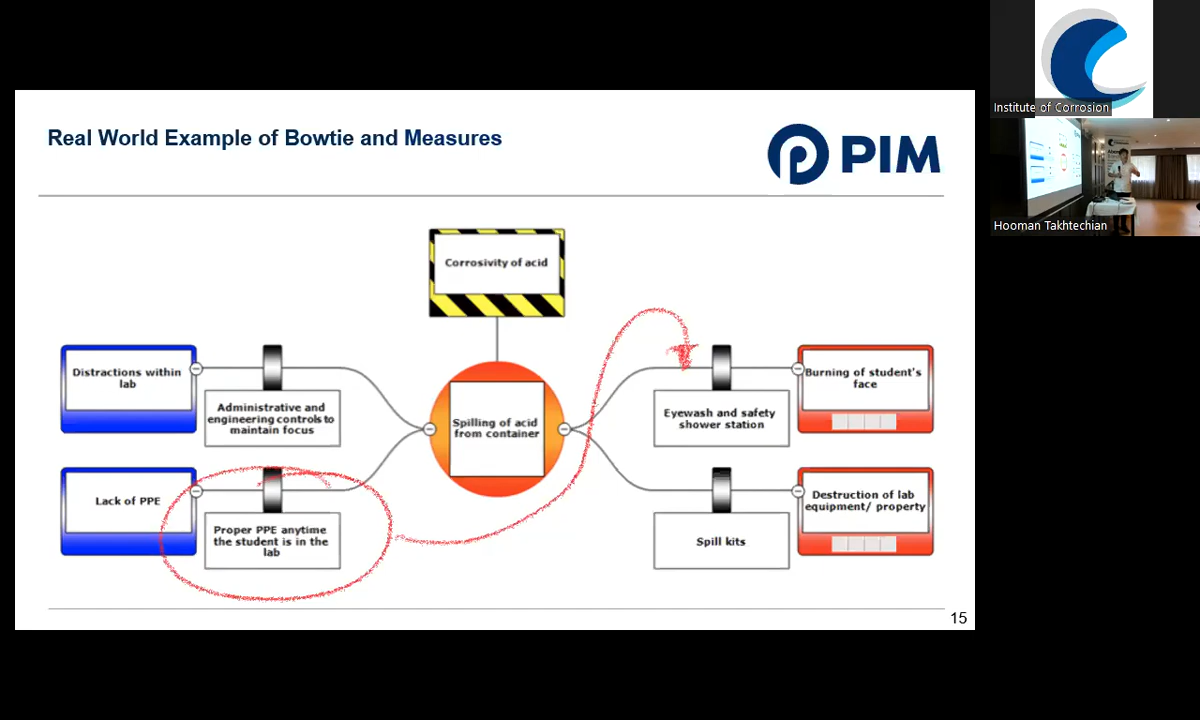 Institute of Corrosion
Hooman Takhtechian
Real World Example of Bowtie and Measures
PIM
Corrosivity of acid
Distractions within
lab
Administrative and
engineering controls to
maintain focus
Spilling of acid
from container
Eyewash and safety
shower station
Burning of student's
face
Lack of PPE
Proper PPE anytime
the student is in the
lab
Spill kits
Destruction of lab
equipment/ property
15